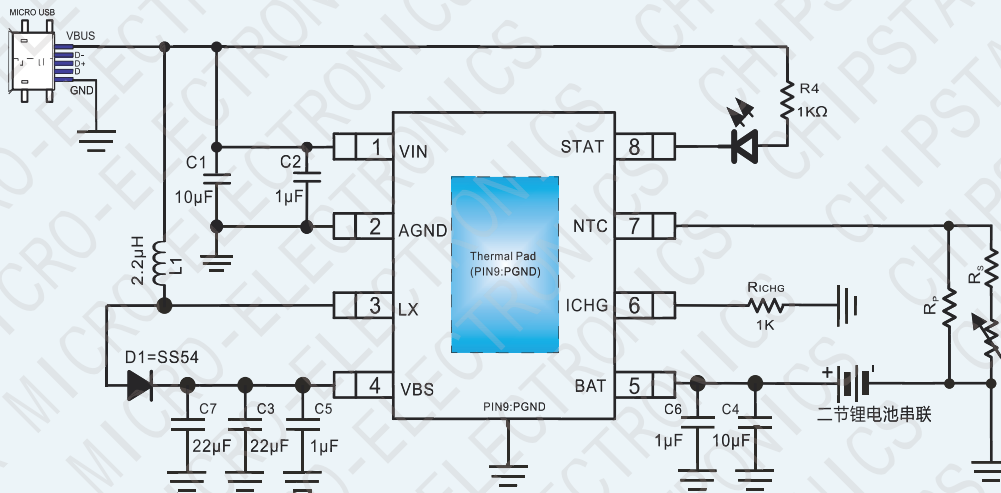 MICRO USB
VBUS
D-
D+
D
GND
R4
1KΩ
C1
10μF
C2
1μF
1 VIN
2 AGND
3 LX
4 VBS
STAT 8
NTC 7
ICHG 6
BAT 5
Thermal Pad
(PIN9:PGND)
PIN9:PGND
2.2μH
L1
D1=SS54
C7
22μF
C3
22μF
C5
1μF
RICHG
1K
RP
RS
C6
1μF
C4
10μF
+
-
二节锂电池串联
MICRO-ELECTRONICS
CHIPSTAR